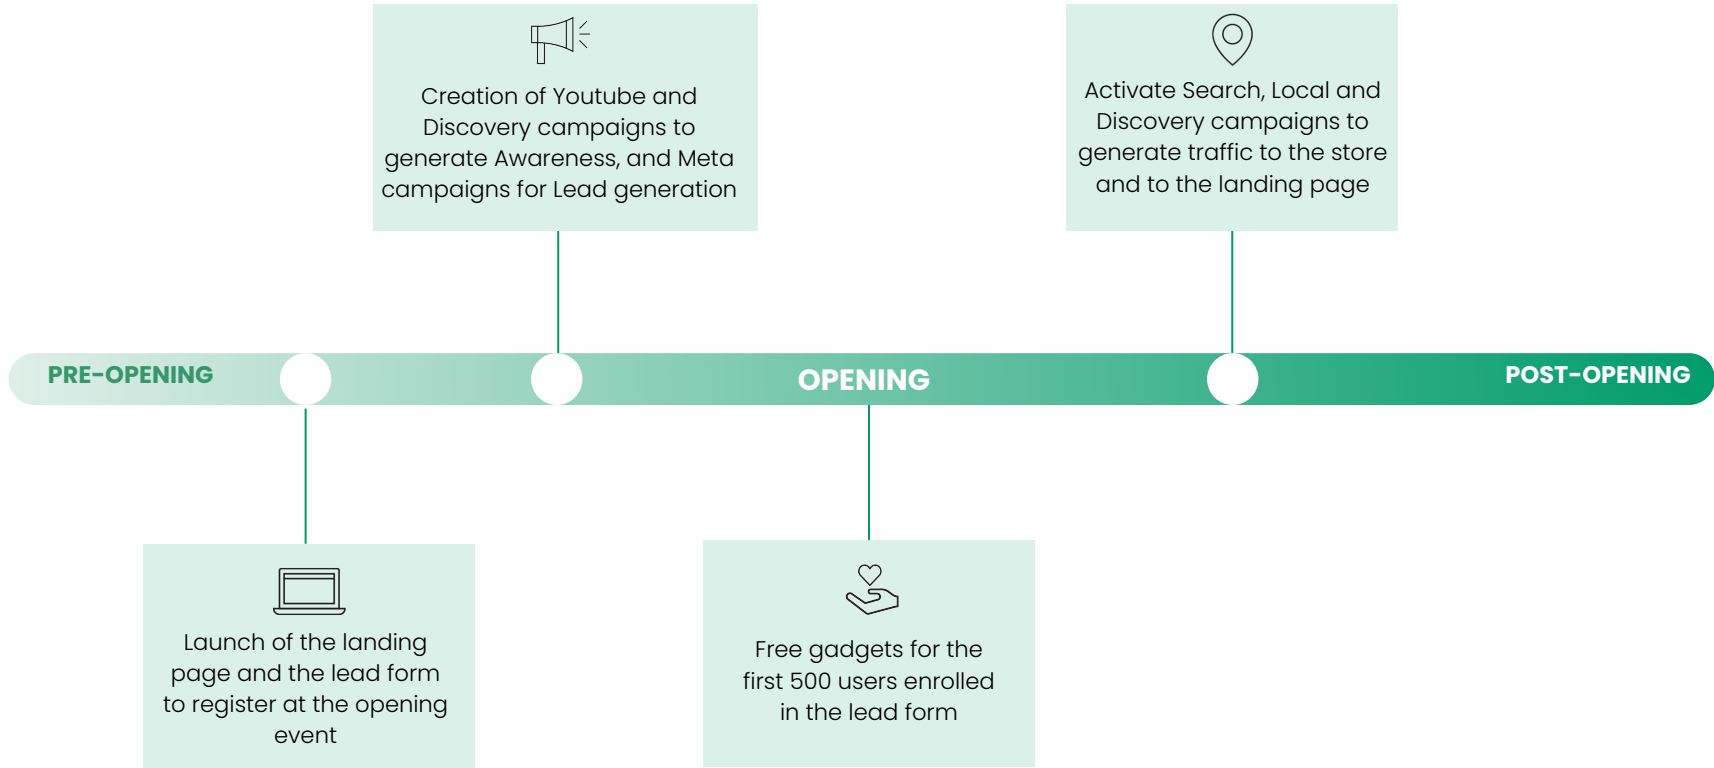 Creation of Youtube and
Discovery campaigns to
generate Awareness, and Meta
campaigns for Lead generation
Activate Search, Local and
Discovery campaigns to
generate traffic to the store
and to the landing page
PRE-OPENING
OPENING
POST-OPENING
Launch of the landing
page and the lead form
to register at the opening
event
Free gadgets for the
first 500 users enrolled
in the lead form